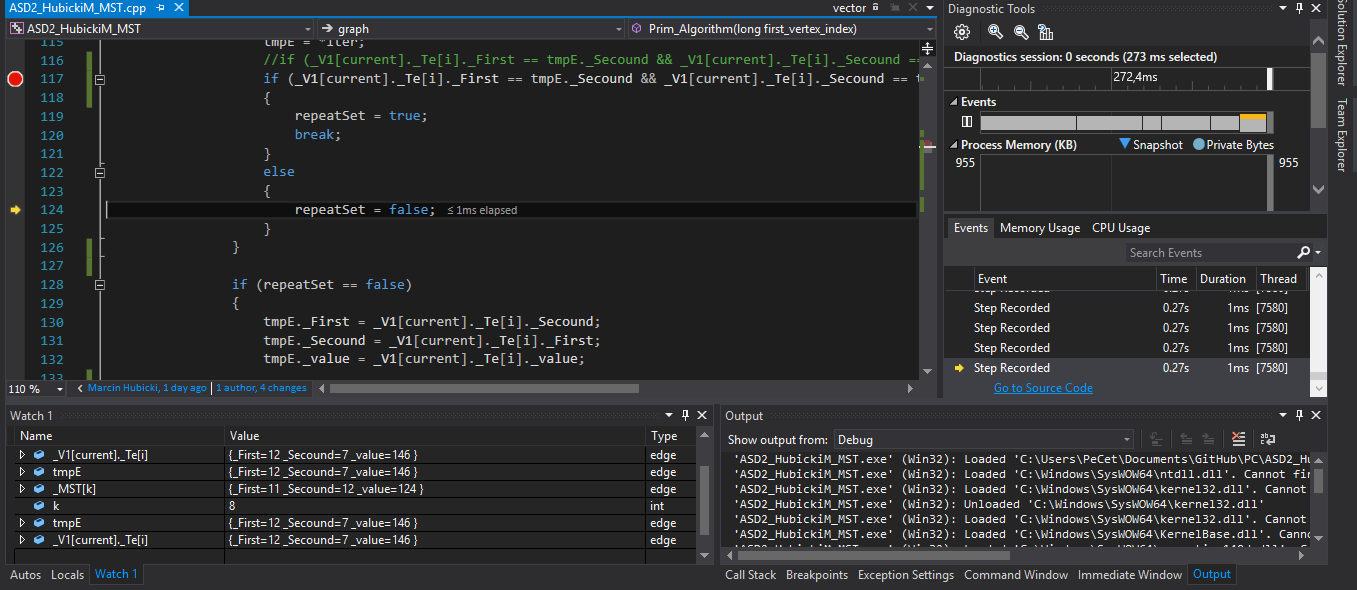 ASD2_HubickiM_MST.cpp
vector
ASD2_HubickiM_MST
graph
Prim_Algorithm(long first_vertex_index)
115 tmpE = *iter;
116 //if (_V1[current]._Te[i]._First == tmpE._Secound && _V1[current]._Te[i]._Secound ==
117 if (_V1[current]._Te[i]._First == tmpE._Secound && _V1[current]._Te[i]._Secound == t
118 {
119 repeatSet = true;
120 break;
121 }
122 else
123 {
124 repeatSet = false; ≤ 1ms elapsed
125 }
126 }
127
128 if (repeatSet == false)
129 {
130 tmpE._First = _V1[current]._Te[i]._Secound;
131 tmpE._Secound = _V1[current]._Te[i]._First;
132 tmpE._value = _V1[current]._Te[i]._value;
133
110 %
Marcin Hubicki, 1 day ago | 1 author, 4 changes
Diagnostic Tools
Diagnostics session: 0 seconds (273 ms selected)
272,4ms
Events
Process Memory (KB)
Snapshot
Private Bytes
955
955
Events Memory Usage CPU Usage
Search Events
Event Time Duration Thread
Step Recorded 0.27s 1ms [7580]
Step Recorded 0.27s 1ms [7580]
Step Recorded 0.27s 1ms [7580]
Step Recorded 0.27s 1ms [7580]
Go to Source Code
Solution Explorer
Team Explorer
Watch 1
Name Value Type
_V1[current]._Te[i] {_First=12 _Secound=7 _value=146 } edge
tmpE {_First=12 _Secound=7 _value=146 } edge
_MST[k] {_First=11 _Secound=12 _value=124 } edge
k 8 int
tmpE {_First=12 _Secound=7 _value=146 } edge
_V1[current]._Te[i] {_First=12 _Secound=7 _value=146 } edge
Autos Locals Watch 1
Output
Show output from: Debug
'ASD2_HubickiM_MST.exe' (Win32): Loaded 'C:\Users\PeCet\Documents\GitHub\PC\ASD2_Hu
'ASD2_HubickiM_MST.exe' (Win32): Loaded 'C:\Windows\SysWOW64\ntdll.dll'. Cannot fin
'ASD2_HubickiM_MST.exe' (Win32): Loaded 'C:\Windows\SysWOW64\kernel32.dll'. Cannot
'ASD2_HubickiM_MST.exe' (Win32): Unloaded 'C:\Windows\SysWOW64\kernel32.dll'
'ASD2_HubickiM_MST.exe' (Win32): Loaded 'C:\Windows\SysWOW64\kernel32.dll'. Cannot
'ASD2_HubickiM_MST.exe' (Win32): Loaded 'C:\Windows\SysWOW64\KernelBase.dll'. Canno
Call Stack Breakpoints Exception Settings Command Window Immediate Window Output